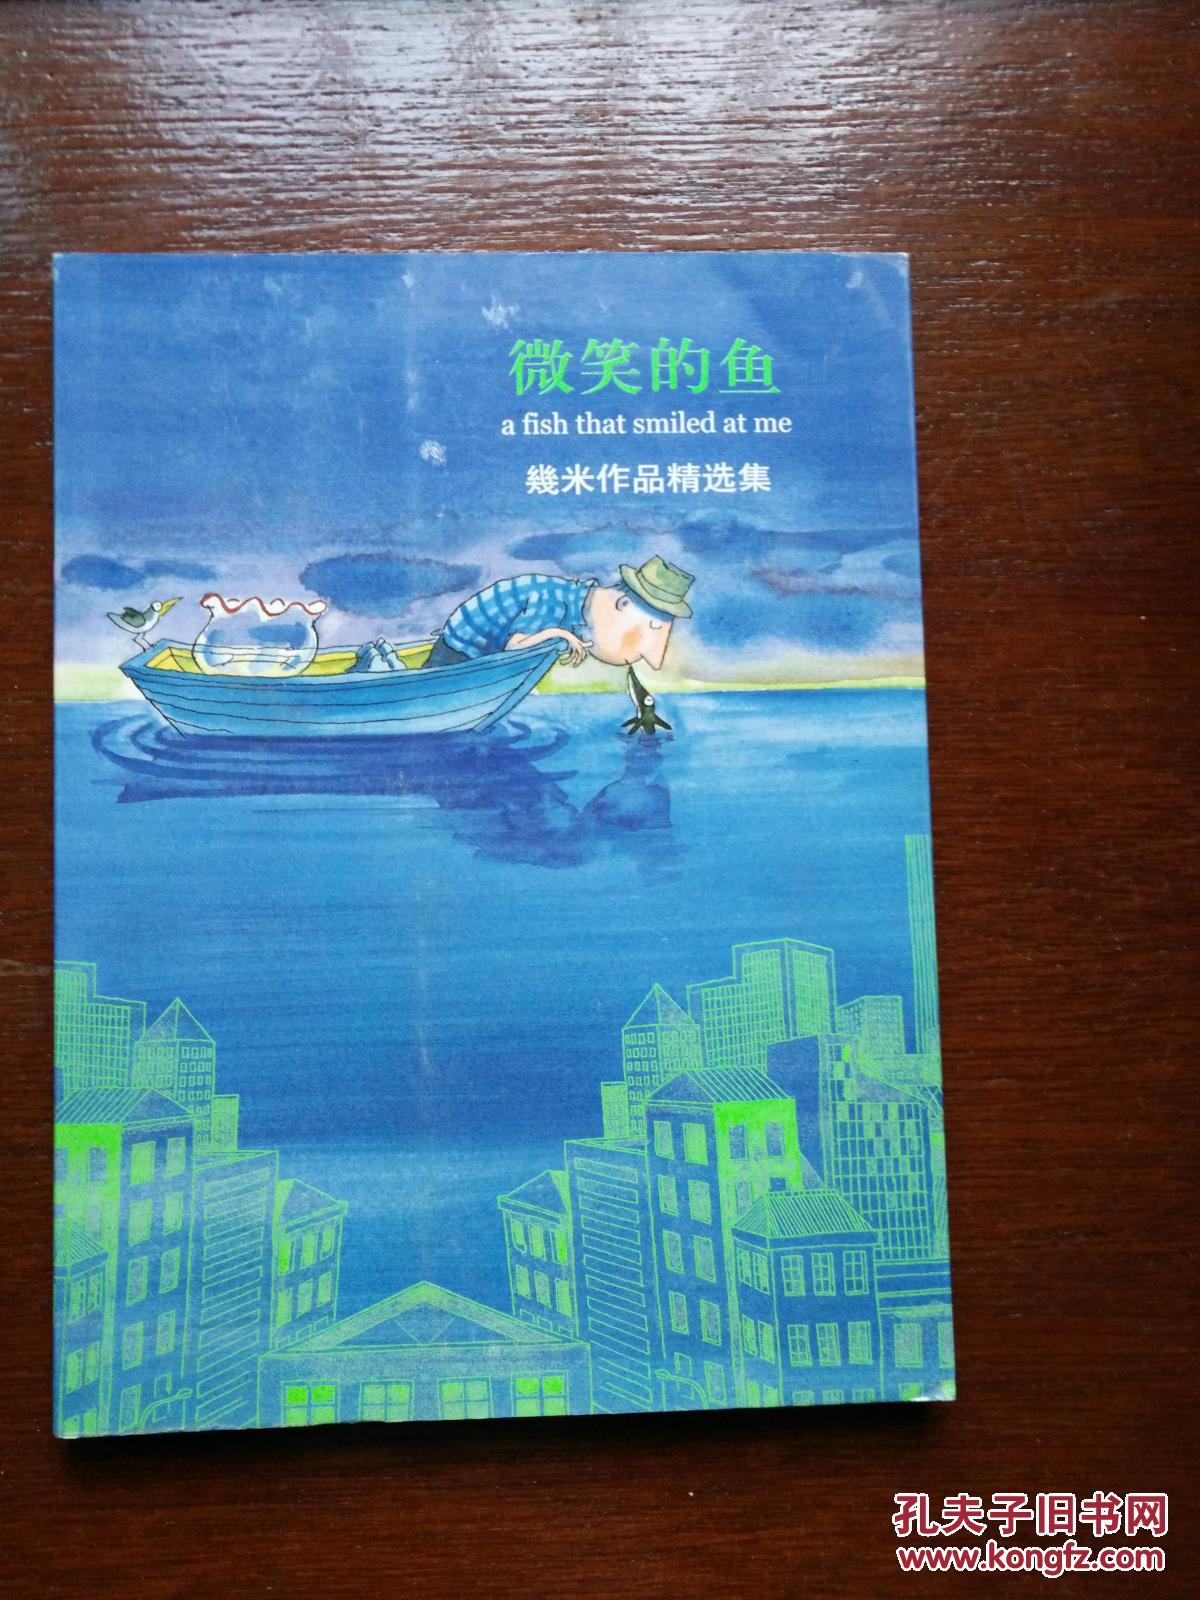 微笑的鱼
a fish that smiled at me
幾米作品精选集
孔夫子旧书网
www.kongfz.com